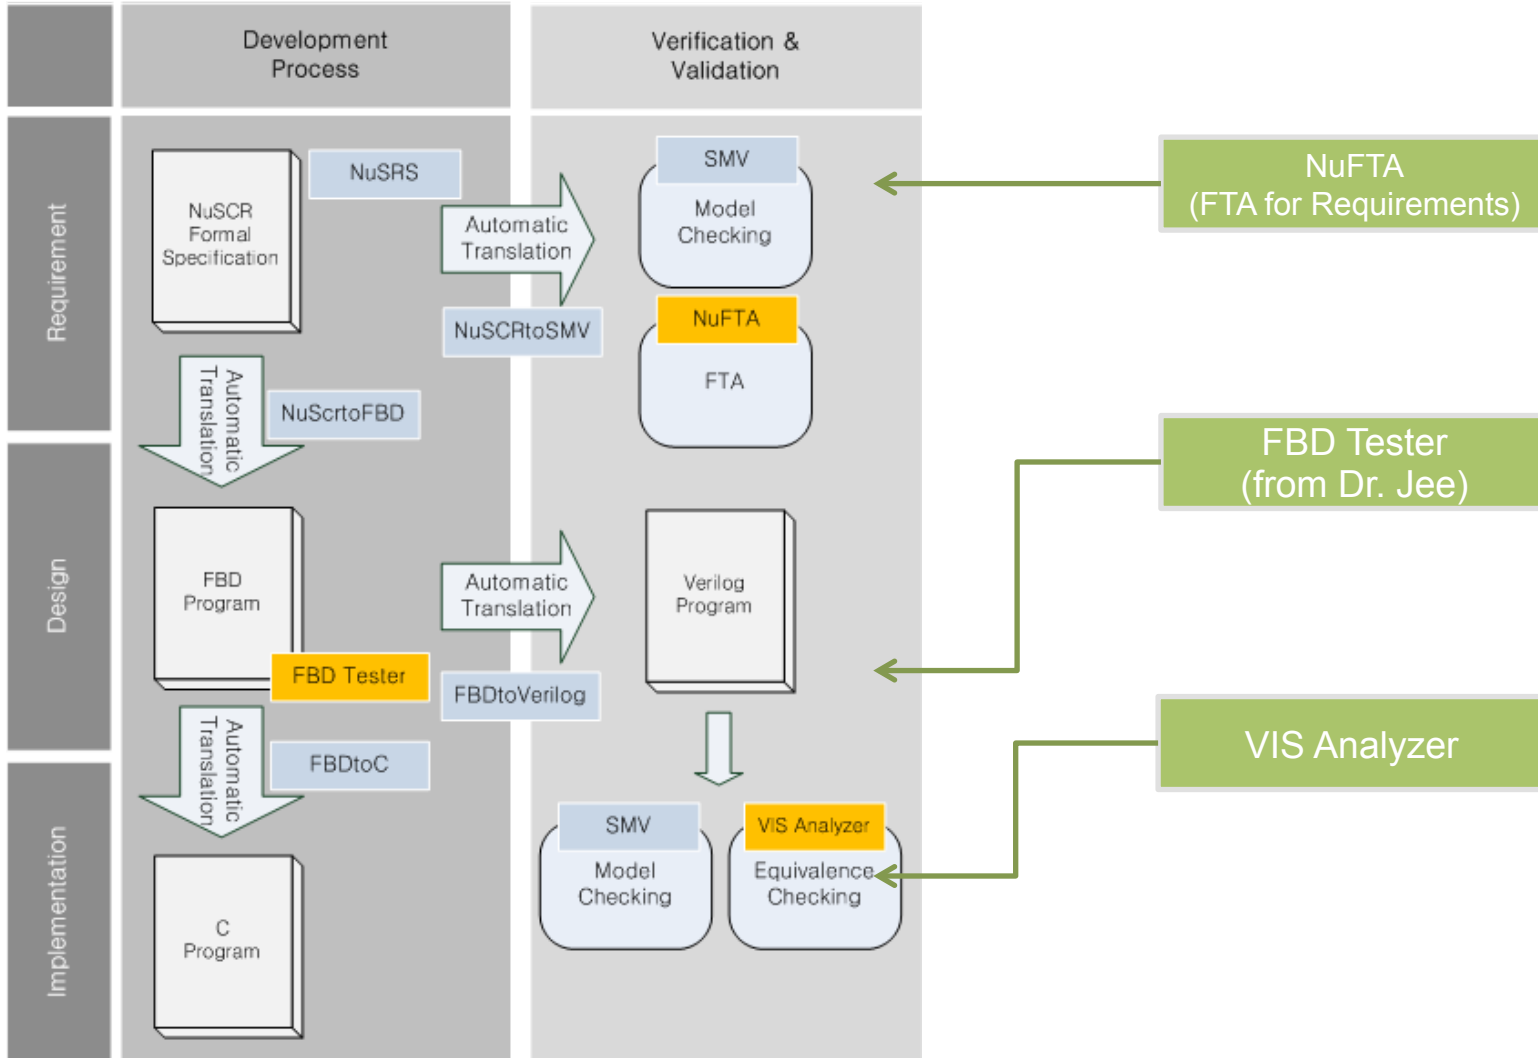 Development
Process
Verification &
Validation
Requirement
NuSCR
Formal
Specification
NuSRS
Automatic
Translation
NuSCRtoSMV
SMV
Model
Checking
NuFTA
FTA
NuFTA
(FTA for Requirements)
Automatic
Translation
NuScrtoFBD
Design
FBD
Program
FBD Tester
Automatic
Translation
FBDtoVerilog
Verilog
Program
FBD Tester
(from Dr. Jee)
Automatic
Translation
FBDtoC
VIS Analyzer
Implementation
C
Program
SMV
Model
Checking
VIS Analyzer
Equivalence
Checking